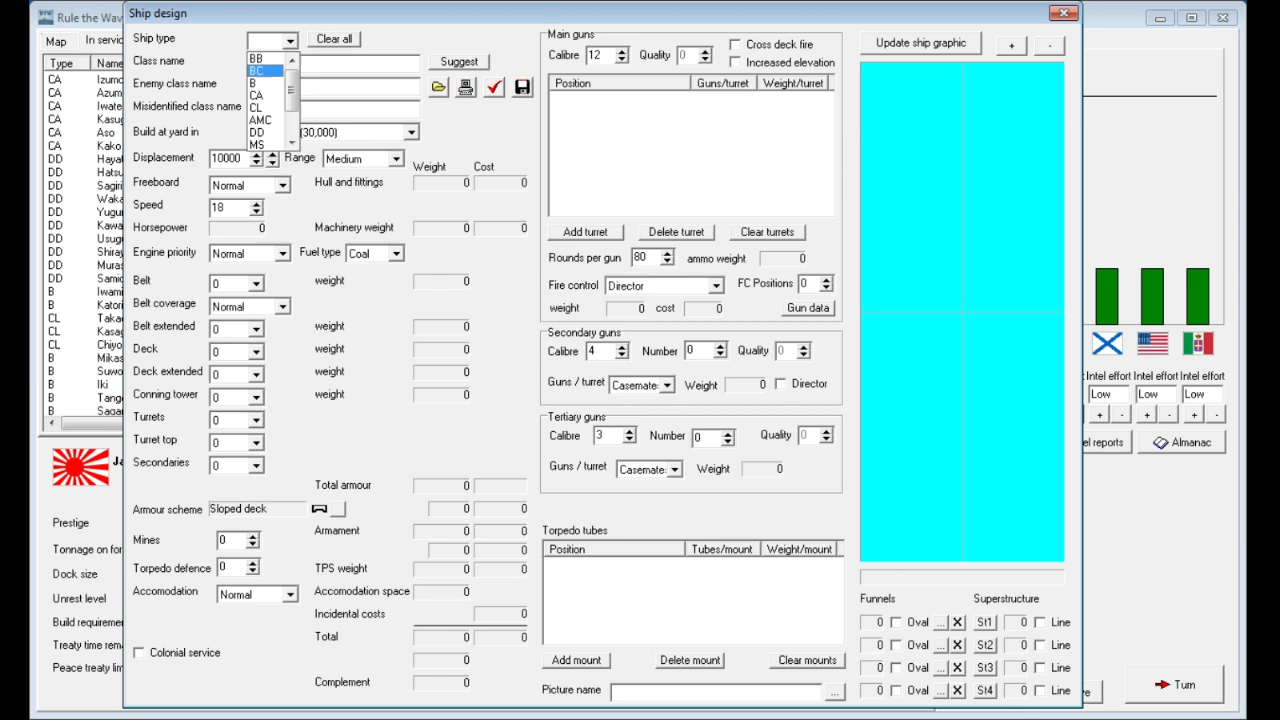 Rule the Wav
Ship design
Map In servic
Type Name
CA Izumo
CA Azum
CA Iwate
CA Kasug
CA Aso
CA Kako
DD Hayal
DD Hatsu
DD Sagiri
DD Waka
DD Yugur
DD Kawa
DD Usug
DD Shiray
DD Muras
DD Samid
B Iwami
B Katori
CL Takac
CL Kasag
CL Chiyo
B Mikas
B Suwo
B Iki
B Tang
B Sagar
Ja
Prestige
Tonnage on for
Dock size
Unrest level
Build requireme
Treaty time rema
Peace treaty lim
Ship type Clear all
BB
BC
B
CA
CL
AMC
DD
MS
Class name Suggest
Enemy class name
Misidentified class name
Build at yard in (30,000)
Displacement 10000 Range Medium
Weight Cost
Freeboard Normal Hull and fittings 0 0
Speed 18
Horsepower 0 Machinery weight 0 0
Engine priority Normal Fuel type Coal
Belt 0 weight 0
Belt coverage Normal
Belt extended 0 weight 0
Deck 0 weight 0
Deck extended 0 weight 0
Conning tower 0 weight 0
Turrets 0
Turret top 0
Secondaries 0
Total armour 0
Armour scheme Sloped deck 0 0
Armament 0 0
Mines 0 0 0
Torpedo defence 0 TPS weight 0 0
Accomodation Normal Accomodation space 0
Incidental costs 0
Total 0 0
Colonial service 0
Complement 0
Main guns
Calibre 12 Quality 0 Cross deck fire
Increased elevation
Position Guns/turret Weight/turret
Add turret Delete turret Clear turrets
Rounds per gun 80 ammo weight 0
Fire control Director FC Positions 0
weight 0 cost 0 Gun data
Secondary guns
Calibre 4 Number 0 Quality 0
Guns / turret Casemate: Weight 0 Director
Tertiary guns
Calibre 3 Number 0 Quality 0
Guns / turret Casemate: Weight 0
Torpedo tubes
Position Tubes/mount Weight/mount
Add mount Delete mount Clear mounts
Picture name ...
Update ship graphic + -
Funnels Superstructure
0 Oval ... X St1 0 Line
0 Oval ... X St2 0 Line
0 Oval ... X St3 0 Line
0 Oval ... X St4 0 Line
Intel effort Intel effort Intel effort
Low Low Low
+ - + - + -
el reports Almanac
e Turn